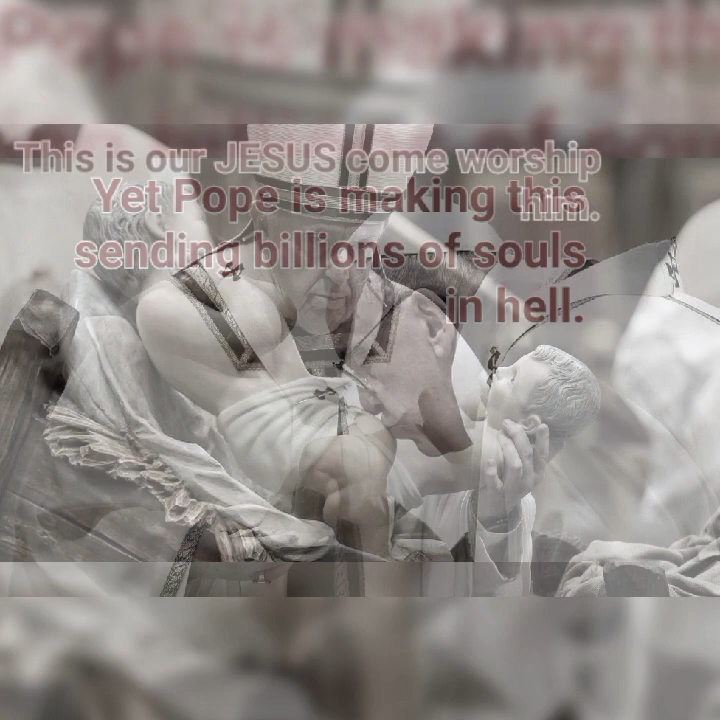 This is our JESUS come worship
him.
Yet Pope is making this,
sending billions of souls
in hell.